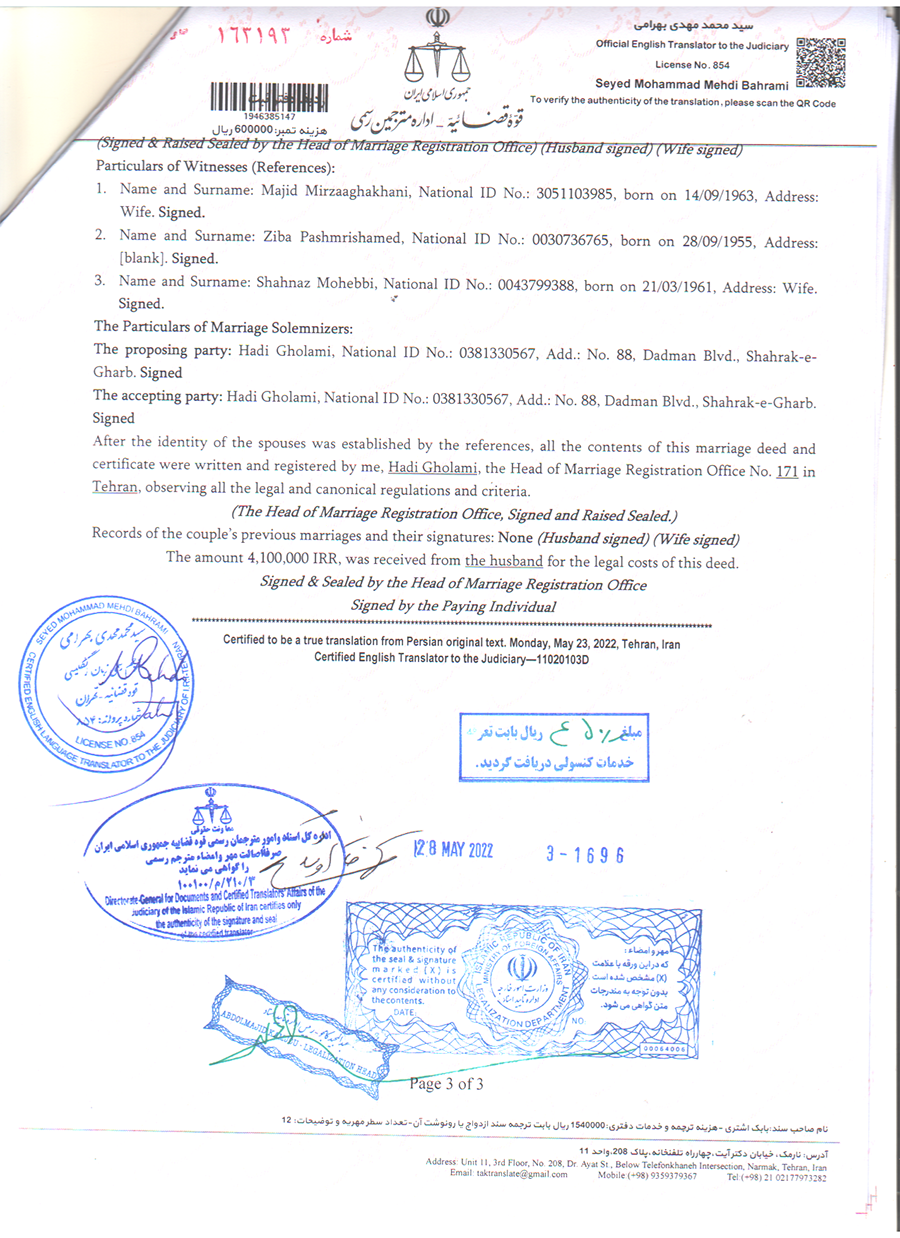 شماره ۱۶۳۱۹۳
جمهوری اسلامی ایران
قوّۀ قضائیّه - اداره مترجمین رسمی
1946385147
هزینه تمبر: 600000 ریال
سید محمد مهدی بهرامی
Official English Translator to the Judiciary
License No. 854
Seyed Mohammad Mehdi Bahrami
To verify the authenticity of the translation, please scan the QR Code
(Signed & Raised Sealed by the Head of Marriage Registration Office) (Husband signed) (Wife signed)
Particulars of Witnesses (References):
1. Name and Surname: Majid Mirzaaghakhani, National ID No.: 3051103985, born on 14/09/1963, Address:
Wife. Signed.
2. Name and Surname: Ziba Pashmrishamed, National ID No.: 0030736765, born on 28/09/1955, Address:
[blank]. Signed.
3. Name and Surname: Shahnaz Mohebbi, National ID No.: 0043799388, born on 21/03/1961, Address: Wife.
Signed.
The Particulars of Marriage Solemnizers:
The proposing party: Hadi Gholami, National ID No.: 0381330567, Add.: No. 88, Dadman Blvd., Shahrak-e-
Gharb. Signed
The accepting party: Hadi Gholami, National ID No.: 0381330567, Add.: No. 88, Dadman Blvd., Shahrak-e-Gharb.
Signed
After the identity of the spouses was established by the references, all the contents of this marriage deed and
certificate were written and registered by me, Hadi Gholami, the Head of Marriage Registration Office No. 171 in
Tehran, observing all the legal and canonical regulations and criteria.
(The Head of Marriage Registration Office, Signed and Raised Sealed.)
Records of the couple's previous marriages and their signatures: None (Husband signed) (Wife signed)
The amount 4,100,000 IRR, was received from the husband for the legal costs of this deed.
Signed & Sealed by the Head of Marriage Registration Office
Signed by the Paying Individual
Certified to be a true translation from Persian original text. Monday, May 23, 2022, Tehran, Iran
Certified English Translator to the Judiciary—11020103D
SEYED MOHAMMAD MEHDI BAHRAMI
CERTIFIED ENGLISH LANGUAGE TRANSLATOR TO THE JUDICIARY OF I.R. TEHRAN
سید محمد مهدی بهرامی
قوه قضائیه - تهران
شماره پروانه: ۸۵۴
LICENSE NO. 854
مبلغ ریال بابت
خدمات کنسولی دریافت گردید.
معاونت حقوقی
اداره کل اسناد و امور مترجمان رسمی قوه قضاییه جمهوری اسلامی ایران
صرفا اصالت مهر و امضاء مترجم رسمی
را گواهی می نماید
۱۰۰۱۰۰/م/۲۱۰/۳
Directorate General for Documents and Certified Translators' Affairs of the
Judiciary of the Islamic Republic of Iran certifies only
the authenticity of the signature and seal
of the certified translator
28 MAY 2022
3-1696
The authenticity of
the seal & signature
marked (X) is
certified without
any consideration to
the contents.
DATE:
ISLAMIC REPUBLIC OF IRAN
MINISTRY OF FOREIGN AFFAIRS
وزارت امور خارجه
اداره تأیید اسناد
LEGALIZATION DEPARTMENT
NO:
مهر و امضاء:
که در این ورقه با علامت
(X) مشخص شده است
بدون توجه به مندرجات
متن گواهی می شود.
00064006
LEGALIZATION HEAD
Page 3 of 3
نام صاحب سند: بابک اشتری -هزینه ترجمه و خدمات دفتری: 1540000 ریال بابت ترجمه سند ازدواج یا رونوشت آن-تعداد سطر مهریه و توضیحات: 12
آدرس: نارمک، خیابان دکتر آیت، چهارراه تلفنخانه، پلاک 208، واحد 11
Address: Unit 11, 3rd Floor, No. 208, Dr. Ayat St., Below Telefonkhaneh Intersection, Narmak, Tehran, Iran
Email: taktranslate@gmail.com Mobile (+98) 9359379367 Tel (+98) 21 02177973282